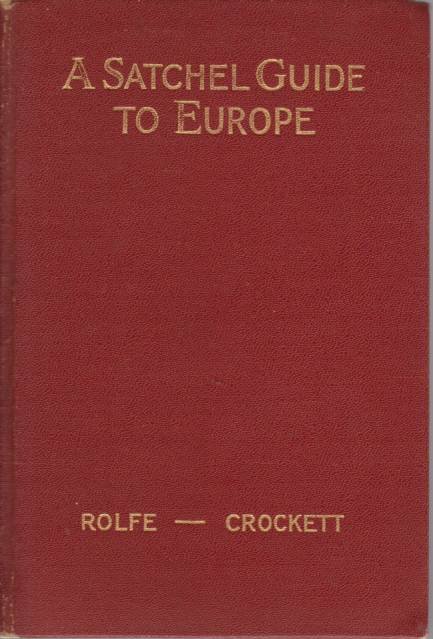 A SATCHEL GUIDE
TO EUROPE
ROLFE — CROCKETT